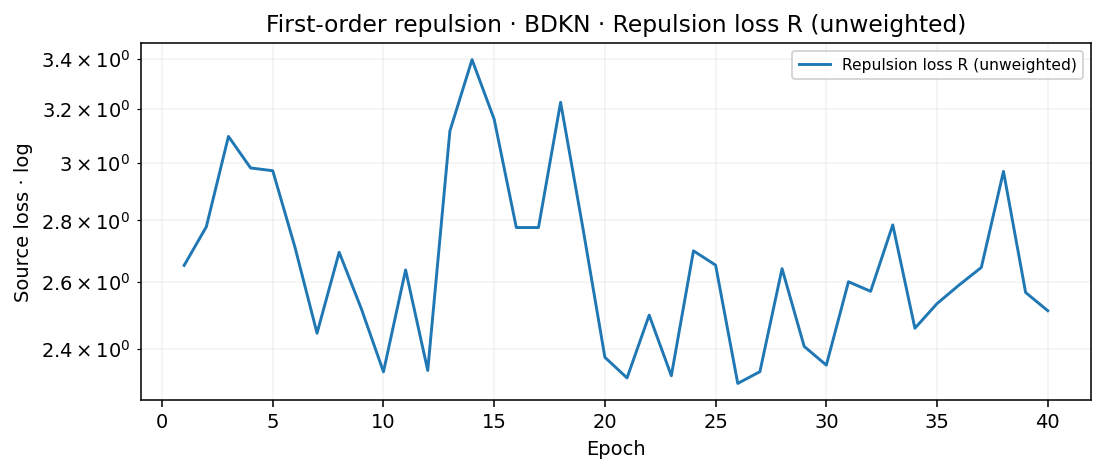 First-order repulsion · BDKN · Repulsion loss R (unweighted)
Repulsion loss R (unweighted)
Source loss · log
3.4 × 10⁰
3.2 × 10⁰
3 × 10⁰
2.8 × 10⁰
2.6 × 10⁰
2.4 × 10⁰
0 5 10 15 20 25 30 35 40
Epoch